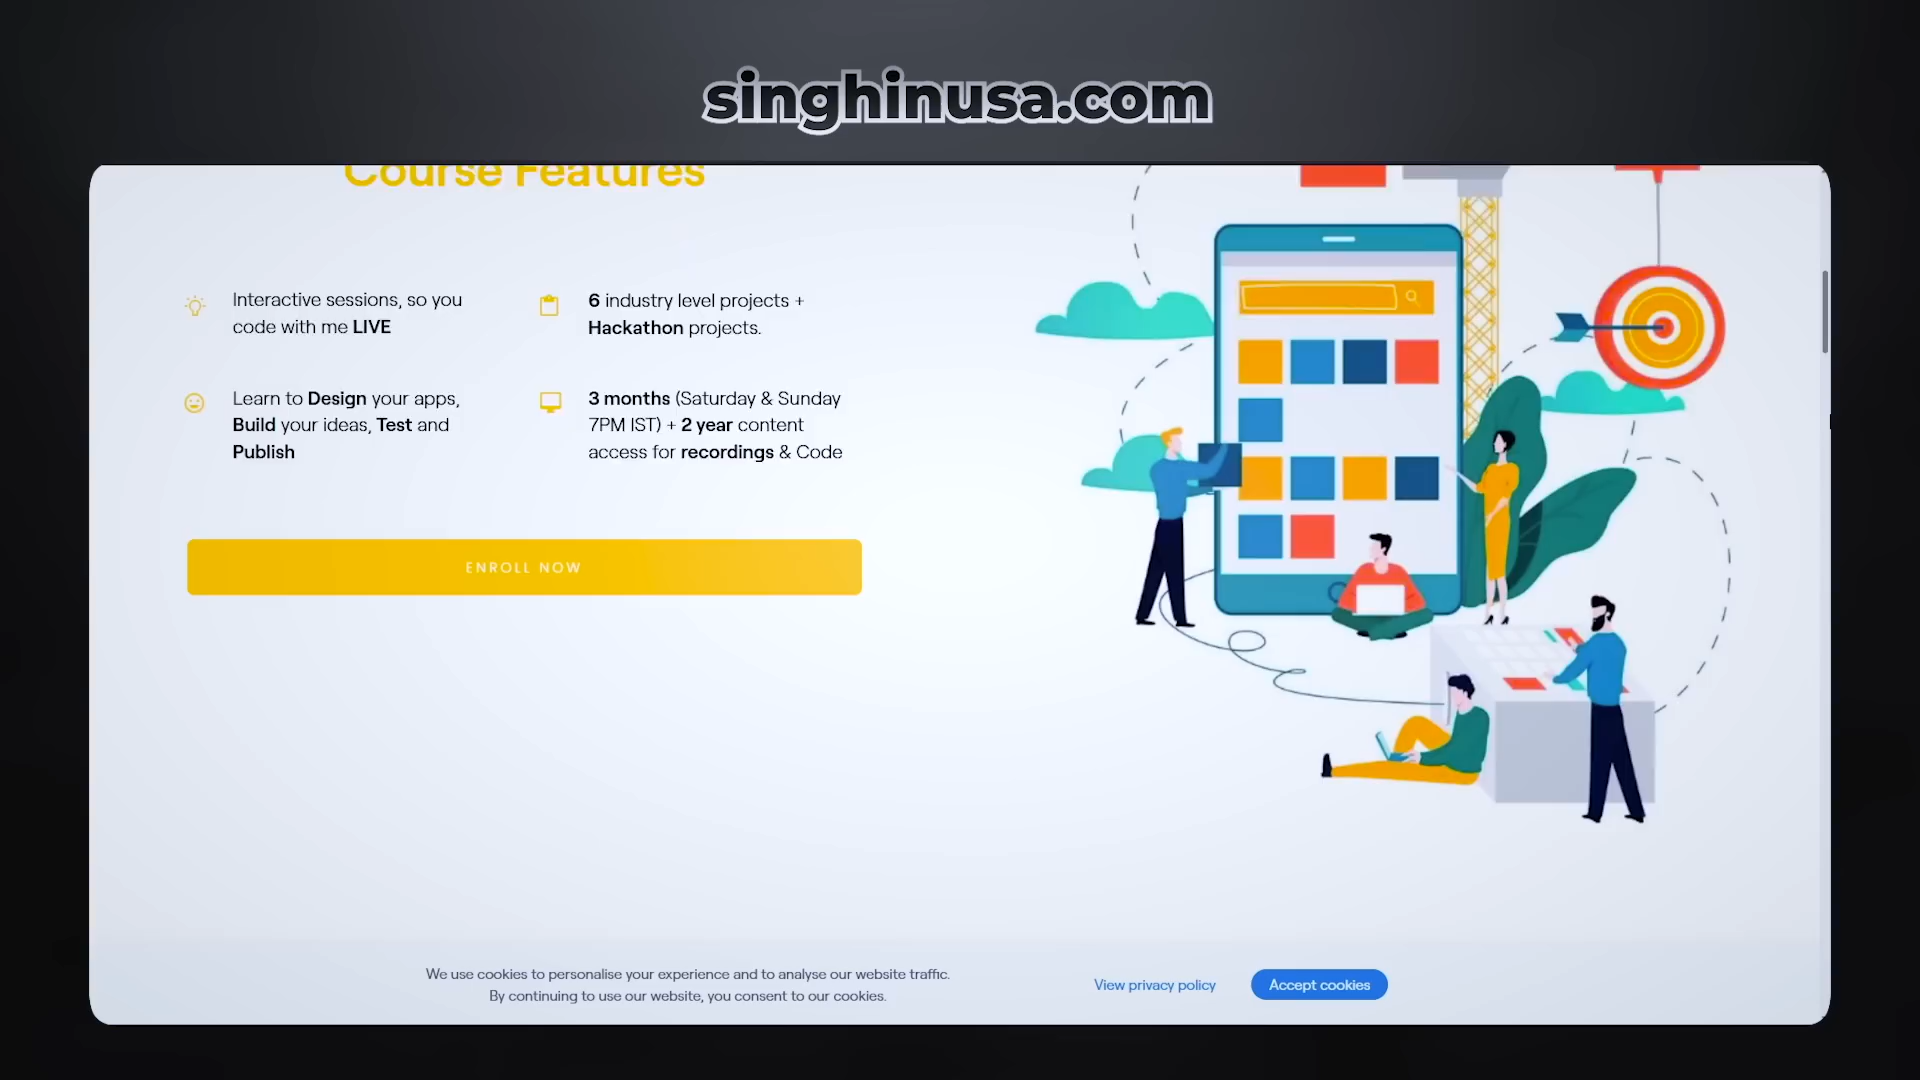 singhinusa.com
Course Features
Interactive sessions, so you
code with me LIVE
6 industry level projects +
Hackathon projects.
Learn to Design your apps,
Build your ideas, Test and
Publish
3 months (Saturday & Sunday
7PM IST) + 2 year content
access for recordings & Code
ENROLL NOW
We use cookies to personalise your experience and to analyse our website traffic.
By continuing to use our website, you consent to our cookies.
View privacy policy
Accept cookies